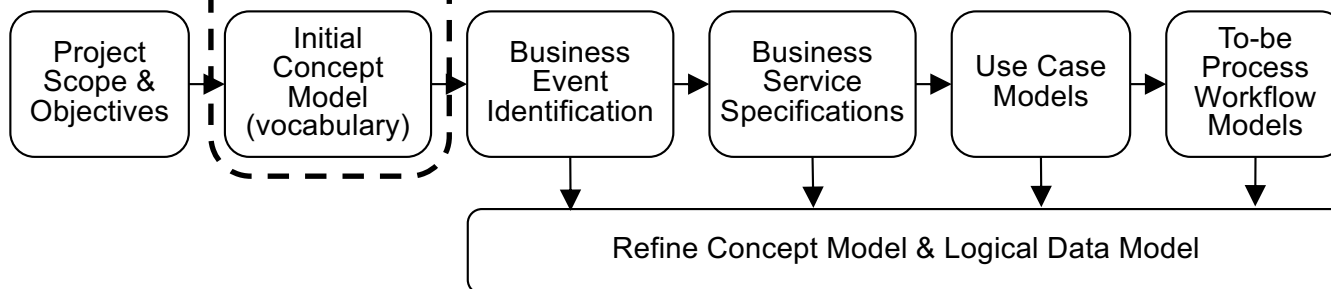 Project
Scope &
Objectives
Initial
Concept
Model
(vocabulary)
Business
Event
Identification
Business
Service
Specifications
Use Case
Models
To-be
Process
Workflow
Models
Refine Concept Model & Logical Data Model